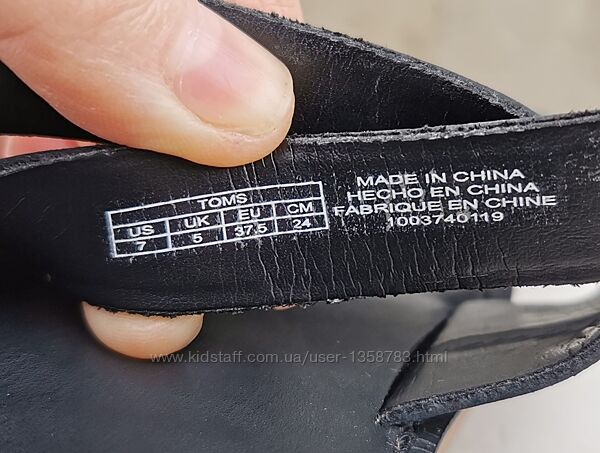 TOMS
US UK EU CM
7 5 37,5 24
MADE IN CHINA
HECHO EN CHINA
FABRIQUE EN CHINE
1003740119
www.kidstaff.com.ua/user-1358783.html